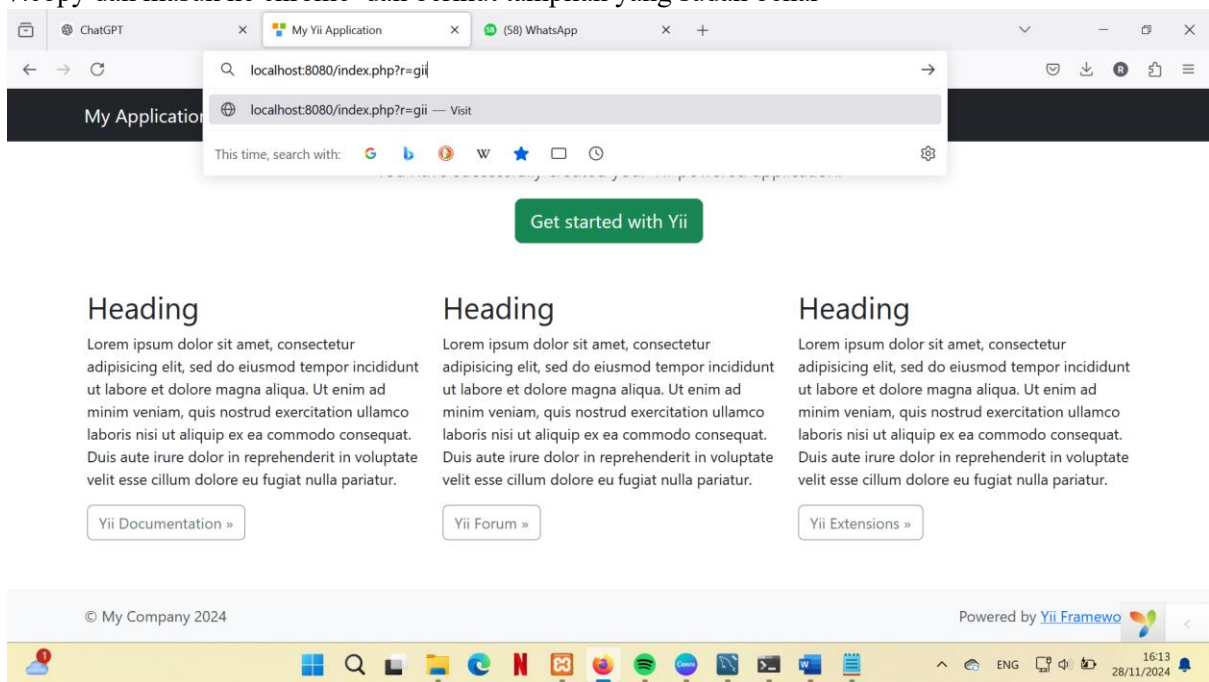 ChatGPT
My Yii Application
(58) WhatsApp
localhost:8080/index.php?r=gii
My Application
localhost:8080/index.php?r=gii — Visit
This time, search with:
Get started with Yii
Heading
Lorem ipsum dolor sit amet, consectetur
adipisicing elit, sed do eiusmod tempor incididunt
ut labore et dolore magna aliqua. Ut enim ad
minim veniam, quis nostrud exercitation ullamco
laboris nisi ut aliquip ex ea commodo consequat.
Duis aute irure dolor in reprehenderit in voluptate
velit esse cillum dolore eu fugiat nulla pariatur.
Yii Documentation »
Heading
Lorem ipsum dolor sit amet, consectetur
adipisicing elit, sed do eiusmod tempor incididunt
ut labore et dolore magna aliqua. Ut enim ad
minim veniam, quis nostrud exercitation ullamco
laboris nisi ut aliquip ex ea commodo consequat.
Duis aute irure dolor in reprehenderit in voluptate
velit esse cillum dolore eu fugiat nulla pariatur.
Yii Forum »
Heading
Lorem ipsum dolor sit amet, consectetur
adipisicing elit, sed do eiusmod tempor incididunt
ut labore et dolore magna aliqua. Ut enim ad
minim veniam, quis nostrud exercitation ullamco
laboris nisi ut aliquip ex ea commodo consequat.
Duis aute irure dolor in reprehenderit in voluptate
velit esse cillum dolore eu fugiat nulla pariatur.
Yii Extensions »
© My Company 2024
Powered by Yii Framewo
ENG
16:13
28/11/2024